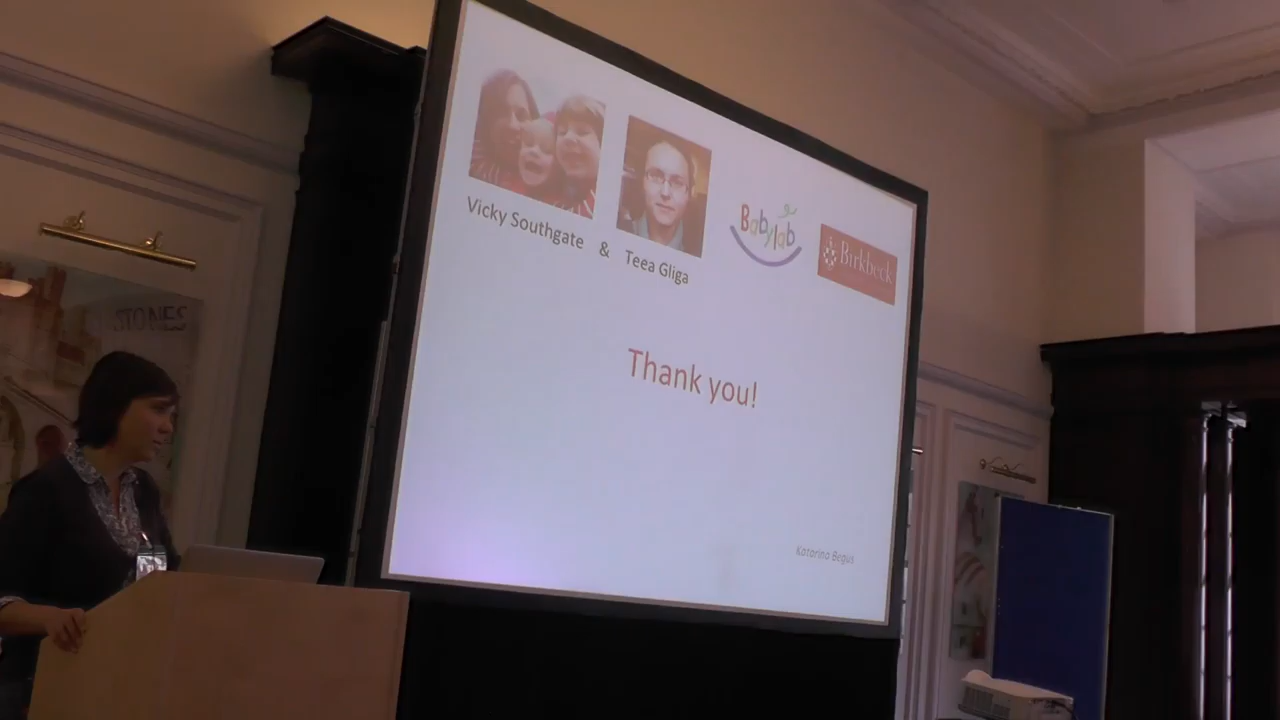 STONES
Vicky Southgate & Teea Gliga
Babylab
Birkbeck
Thank you!
Katarina Begus